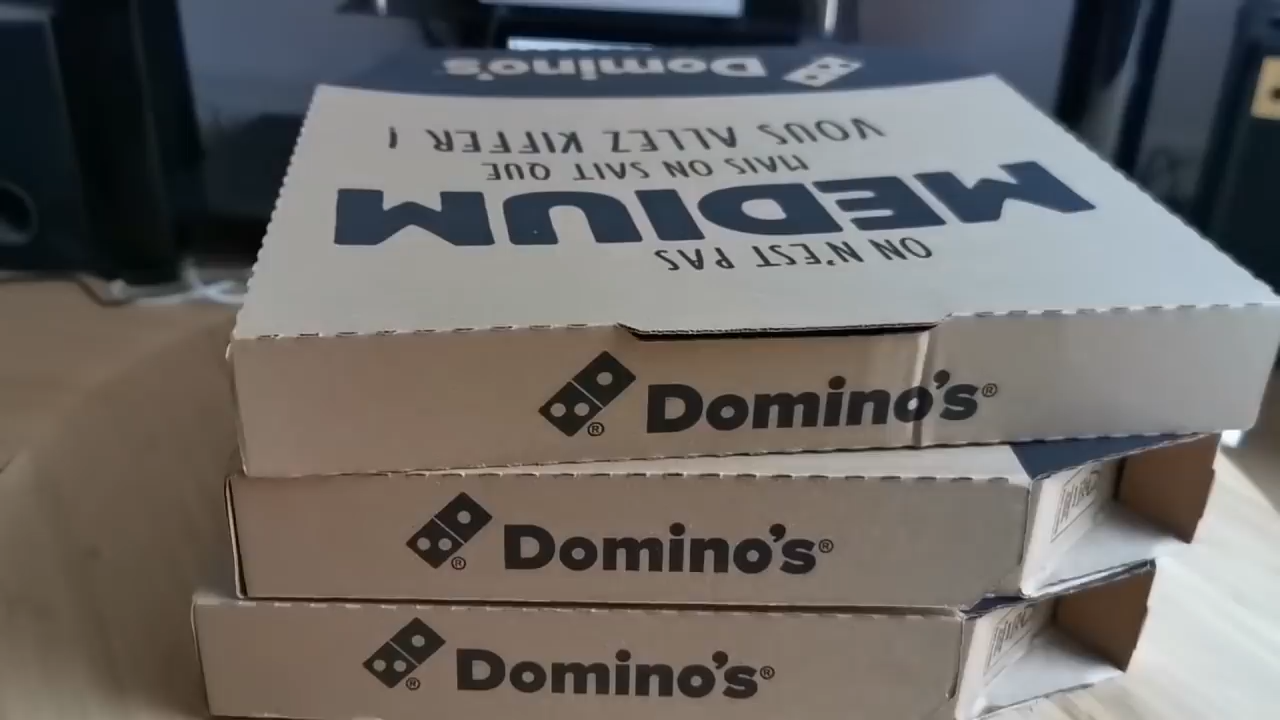 Domino's
ON N'EST PAS
MEDIUM
MAIS ON SAIT QUE
VOUS ALLEZ KIFFER !
Domino's®
Domino's®
Domino's®